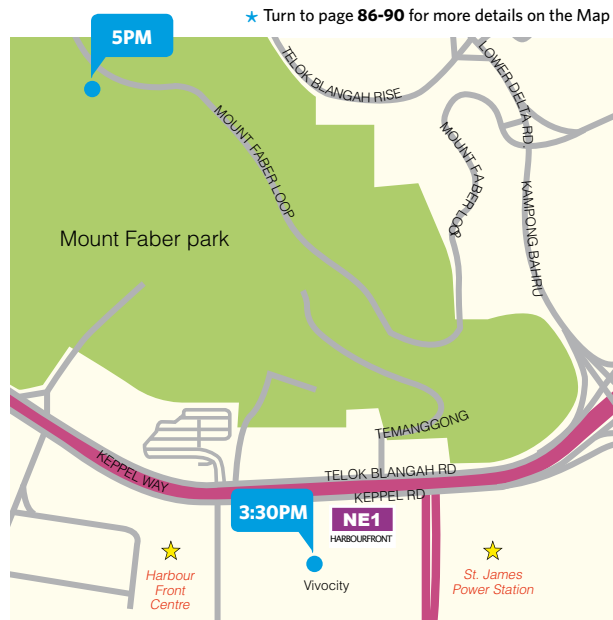 ★ Turn to page 86-90 for more details on the Map
5PM
TELOK BLANGAH RISE
LOWER DELTA RD.
MOUNT FABER LOOP
MOUNT FABER LOOP
KAMPONG BAHRU
Mount Faber park
TEMANGGONG
KEPPEL WAY
TELOK BLANGAH RD
KEPPEL RD
3:30PM
NE1
HARBOURFRONT
Vivocity
Harbour
Front
Centre
St. James
Power Station